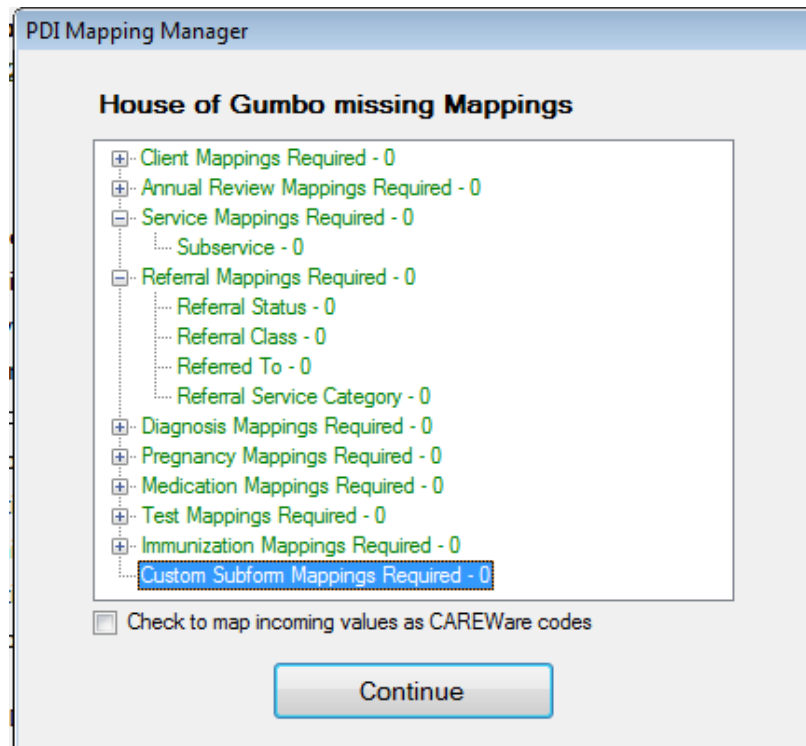 PDI Mapping Manager
House of Gumbo missing Mappings
Client Mappings Required - 0
Annual Review Mappings Required - 0
Service Mappings Required - 0
Subservice - 0
Referral Mappings Required - 0
Referral Status - 0
Referral Class - 0
Referred To - 0
Referral Service Category - 0
Diagnosis Mappings Required - 0
Pregnancy Mappings Required - 0
Medication Mappings Required - 0
Test Mappings Required - 0
Immunization Mappings Required - 0
Custom Subform Mappings Required - 0
Check to map incoming values as CAREWare codes
Continue